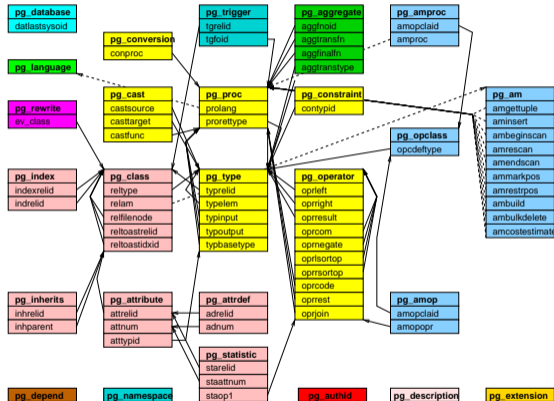 pg_database
datlastsysoid
pg_conversion
conproc
pg_trigger
tgrelid
tgfoid
pg_aggregate
aggfnoid
aggtransfn
aggfinalfn
aggtranstype
pg_amproc
amopclaid
amproc
pg_language
pg_rewrite
ev_class
pg_cast
castsource
casttarget
castfunc
pg_proc
prolang
prorettype
pg_constraint
contypid
pg_opclass
opcdeftype
pg_am
amgettuple
aminsert
ambeginscan
amrescan
amendscan
ammarkpos
amrestrpos
ambuild
ambulkdelete
amcostestimate
pg_index
indexrelid
indrelid
pg_class
reltype
relam
relfilenode
reltoastrelid
reltoastidxid
pg_type
typrelid
typelem
typinput
typoutput
typbasetype
pg_operator
oprleft
oprright
oprresult
oprcom
oprnegate
oprlsortop
oprrsortop
oprcode
oprrest
oprjoin
pg_inherits
inhrelid
inhparent
pg_attribute
attrelid
attnum
atttypid
pg_attrdef
adrelid
adnum
pg_amop
amopclaid
amopopr
pg_statistic
starelid
staattnum
staop1
pg_depend
pg_namespace
pg_authid
pg_description
pg_extension